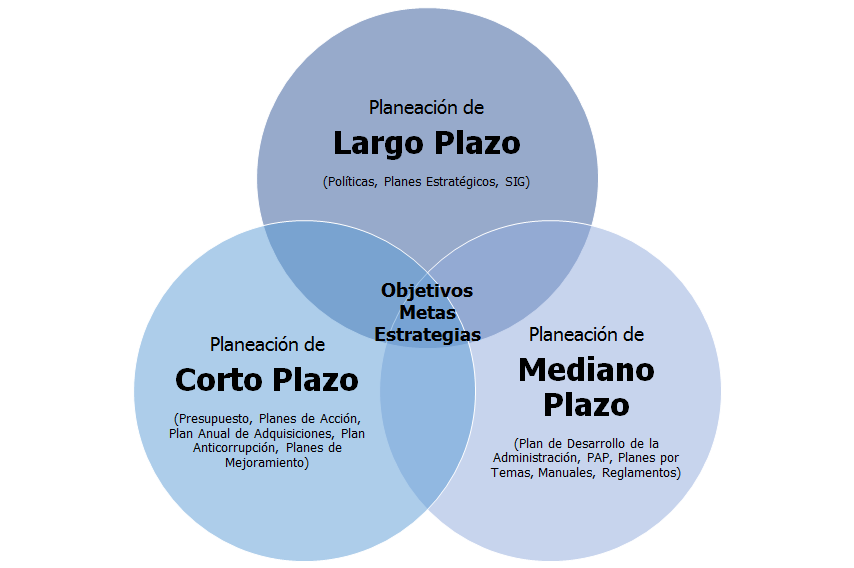 Planeación de
Largo Plazo
(Políticas, Planes Estratégicos, SIG)
Objetivos
Metas
Estrategias
Planeación de
Corto Plazo
(Presupuesto, Planes de Acción,
Plan Anual de Adquisiciones, Plan
Anticorrupción, Planes de
Mejoramiento)
Planeación de
Mediano
Plazo
(Plan de Desarrollo de la
Administración, PAP, Planes por
Temas, Manuales, Reglamentos)